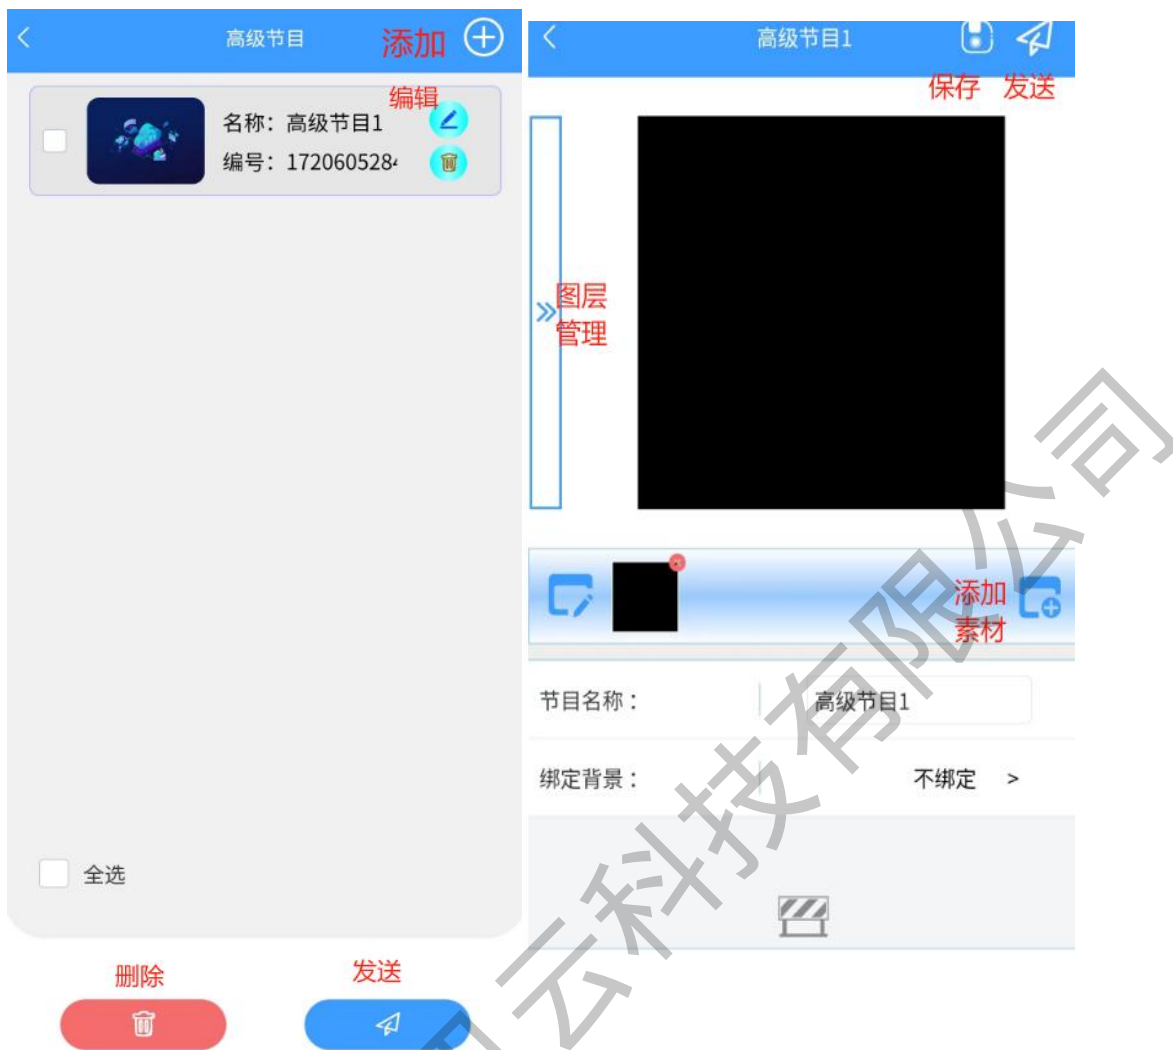 高级节目
添加
编辑
名称：高级节目1
编号：172060528
全选
删除
发送
高级节目1
保存
发送
图层
管理
添加
素材
节目名称：
高级节目1
绑定背景：
不绑定 >
云科技有限公司